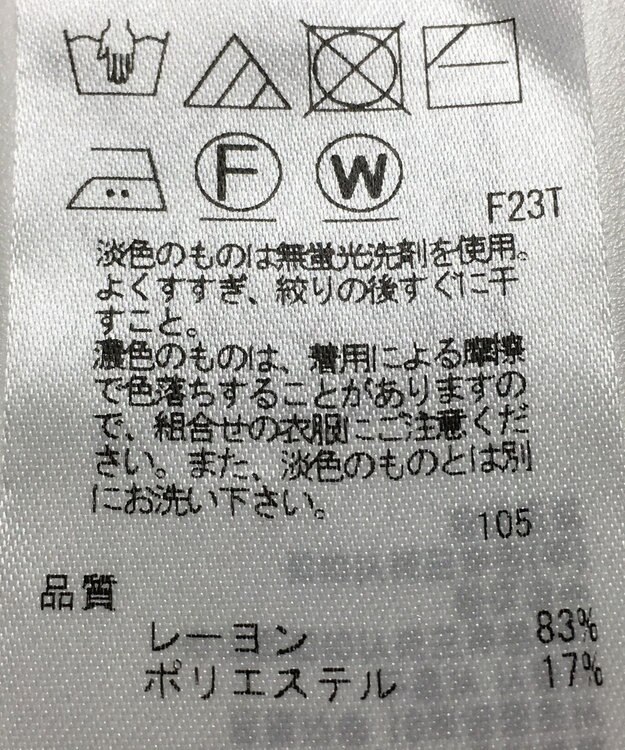 F
W
F23T
淡色のものは無蛍光洗剤を使用。
よくすすぎ、絞りの後すぐに干
すこと。
濃色のものは、着用による摩擦
で色落ちすることがありますの
で、組合せの衣服にご注意くだ
さい。また、淡色のものとは別
にお洗い下さい。
105
品質
レーヨン 83%
ポリエステル 17%